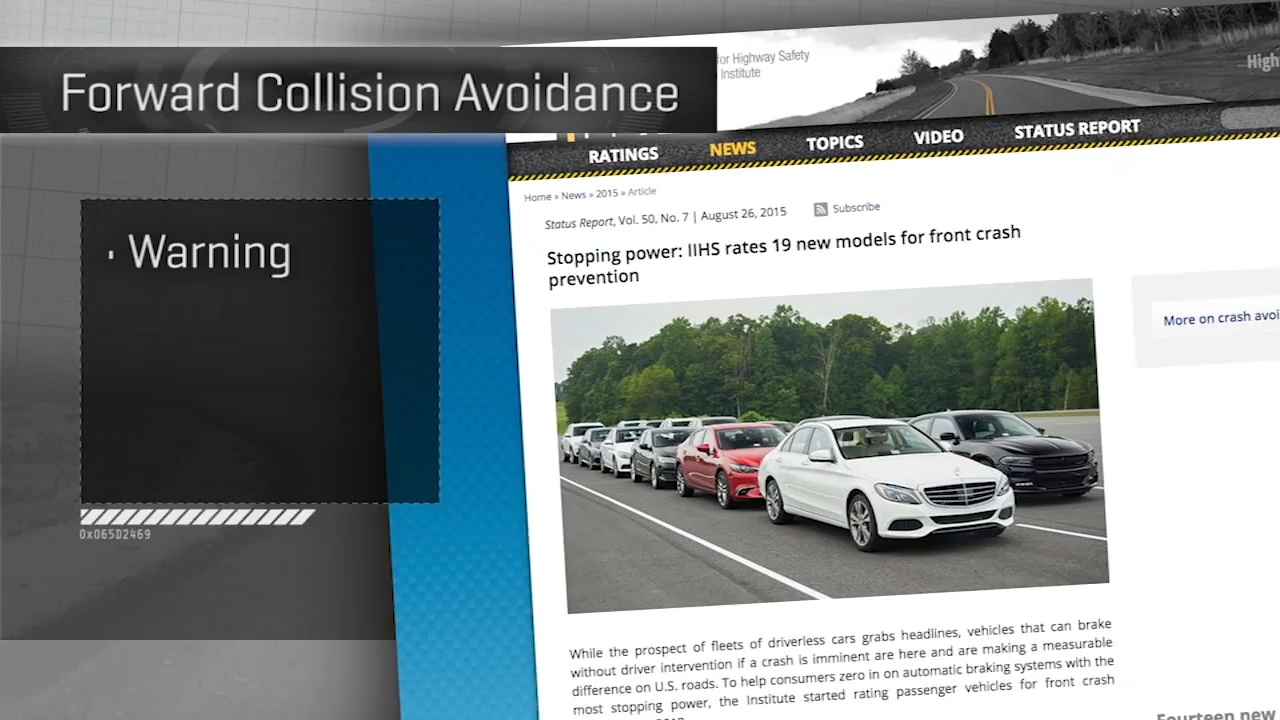 Forward Collision Avoidance
for Highway Safety
Institute
RATINGS NEWS TOPICS VIDEO STATUS REPORT
Home » News » 2015 » Article
Status Report, Vol. 50, No. 7 | August 26, 2015 Subscribe
Stopping power: IIHS rates 19 new models for front crash
prevention
· Warning
0x065D2469
More on crash
While the prospect of fleets of driverless cars grabs headlines, vehicles that can brake
without driver intervention if a crash is imminent are here and are making a measurable
difference on U.S. roads. To help consumers zero in on automatic braking systems with the
most stopping power, the Institute started rating passenger vehicles for front crash
Fourteen new